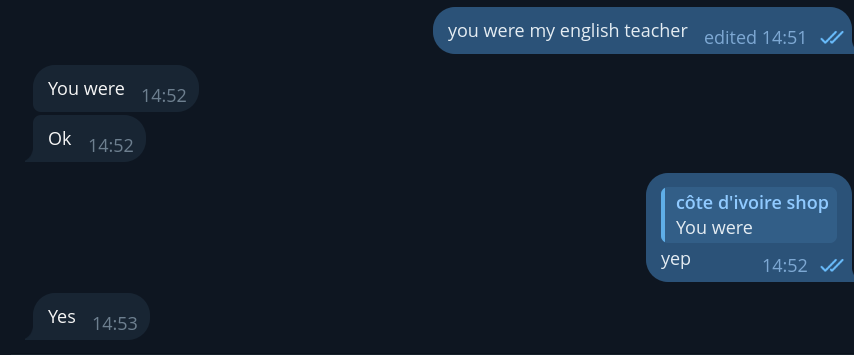 you were my english teacher edited 14:51
You were 14:52
Ok 14:52
côte d'ivoire shop
You were
yep 14:52
Yes 14:53